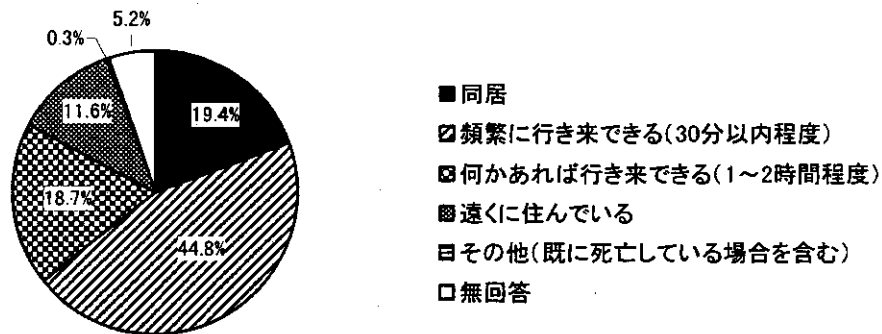 5.2%
0.3%
11.6%
19.4%
18.7%
44.8%
■同居
頻繁に行き来できる(30分以内程度)
何かあれば行き来できる(1～2時間程度)
遠くに住んでいる
その他(既に死亡している場合を含む)
□無回答